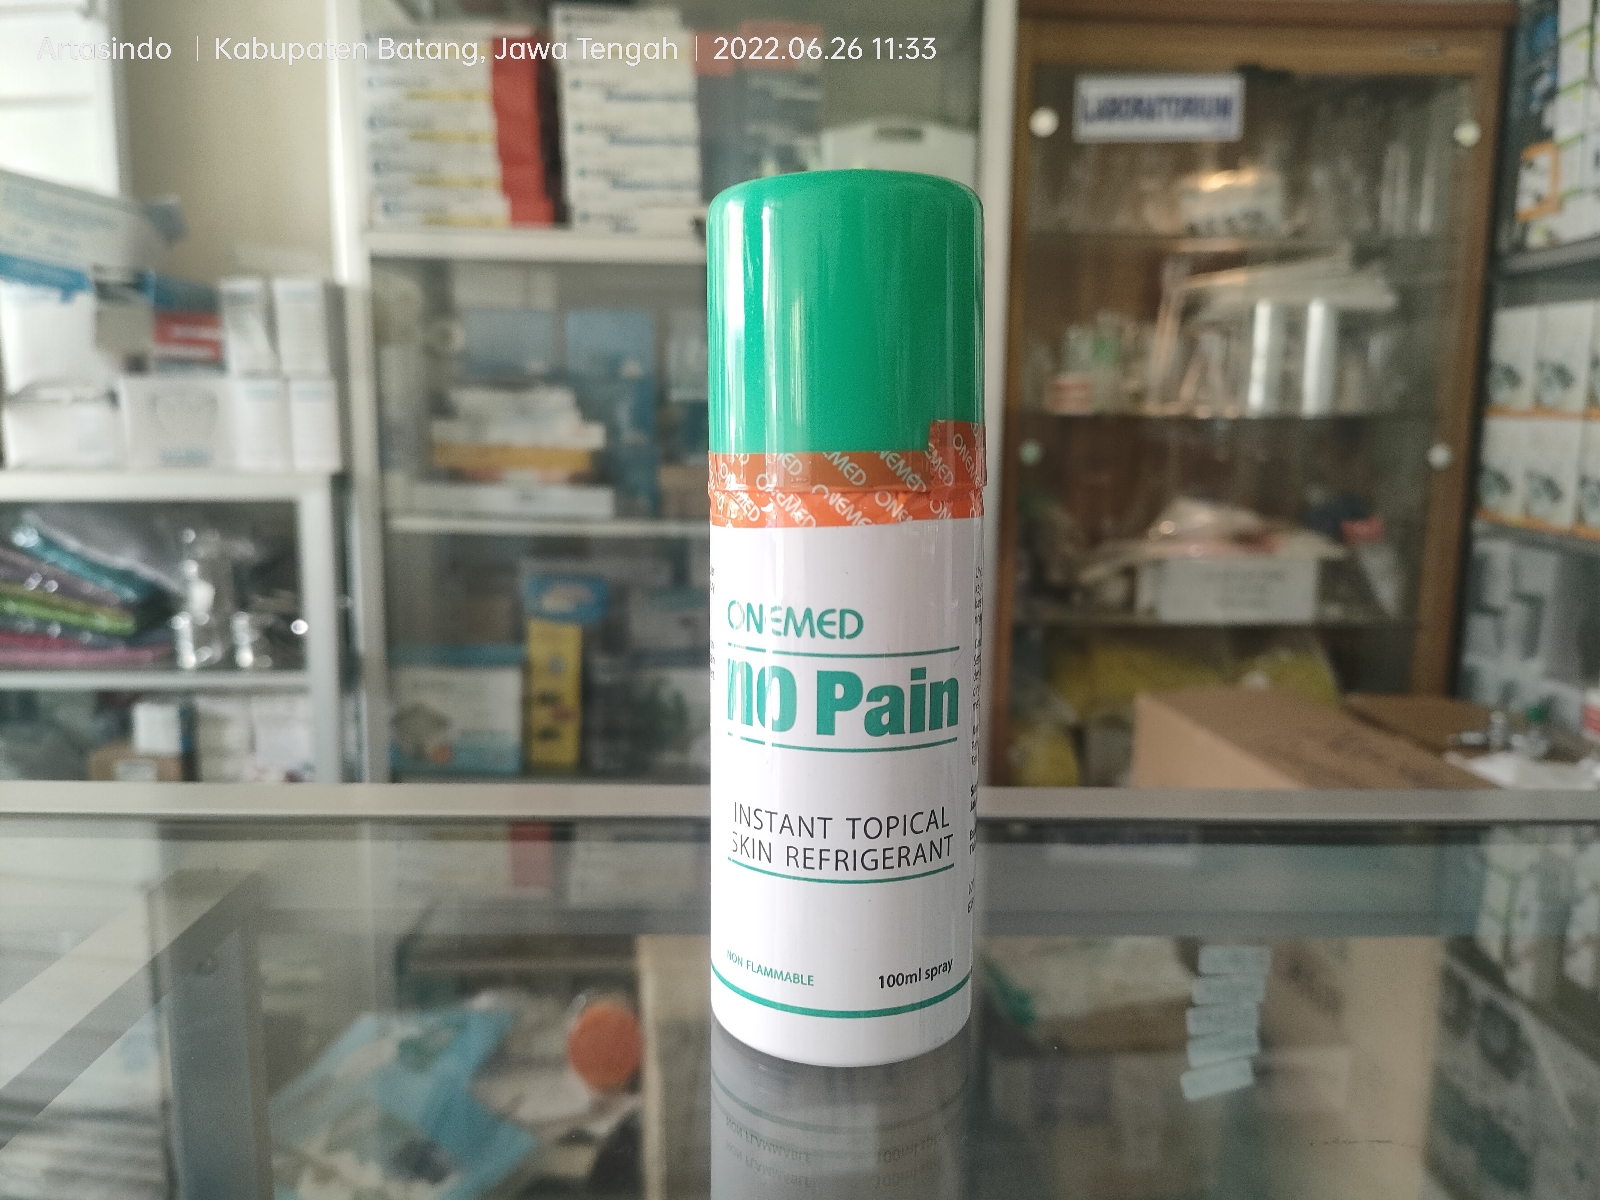 Artasindo | Kabupaten Batang, Jawa Tengah | 2022.06.26 11:33
LABORATORIUM
ONEMED
no Pain
INSTANT TOPICAL
SKIN REFRIGERANT
NON FLAMMABLE
100ml spray